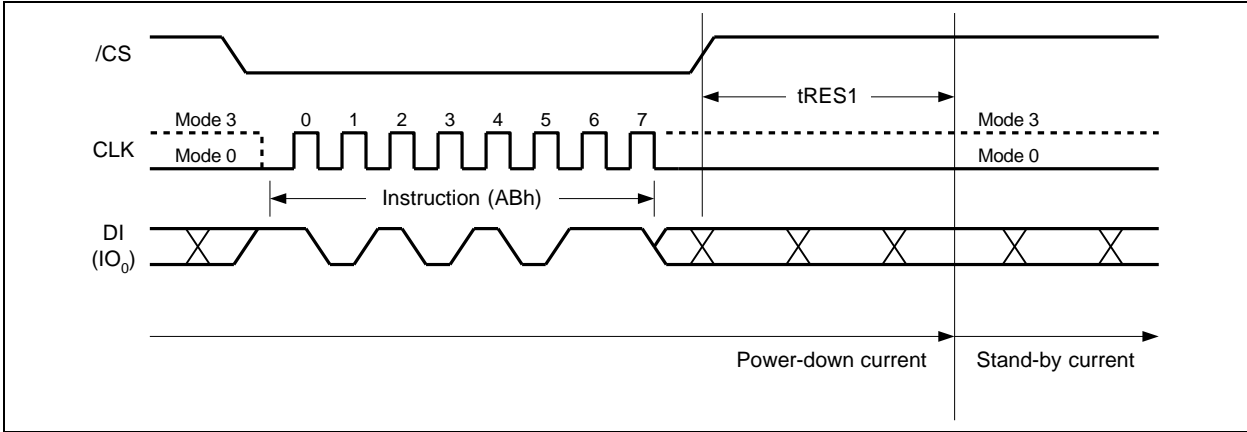 /CS
tRES1
Mode 3 0 1 2 3 4 5 6 7 Mode 3
CLK
Mode 0 Mode 0
Instruction (ABh)
DI
(IO₀)
Power-down current Stand-by current